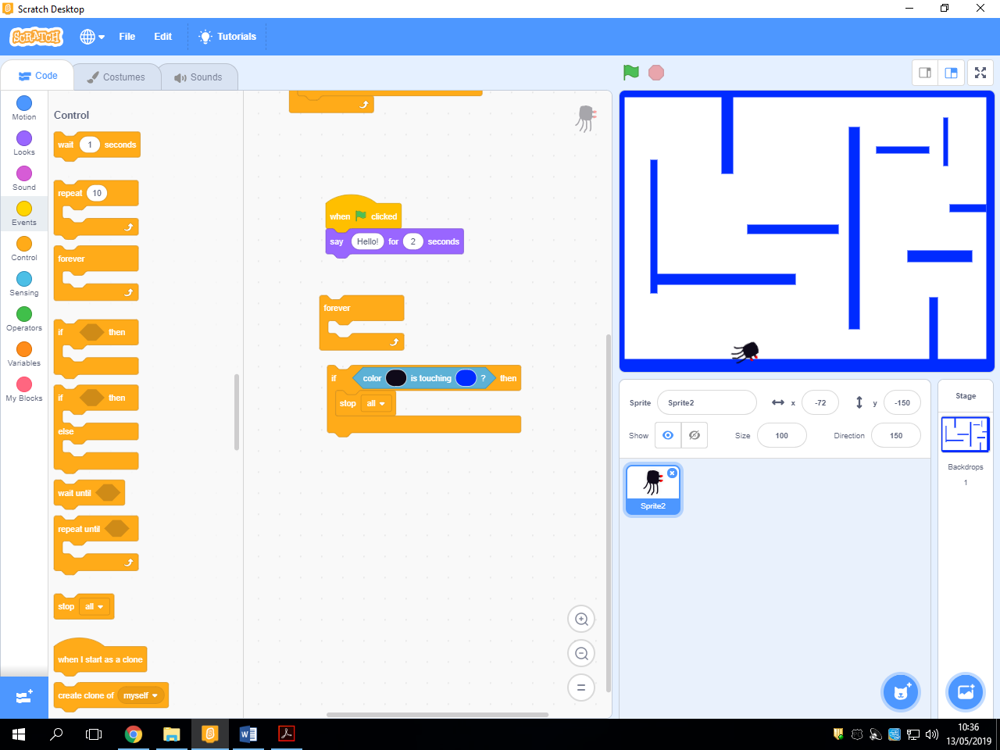 Scratch Desktop
SCRATCH
File
Edit
Tutorials
Code
Costumes
Sounds
Motion
Looks
Sound
Events
Control
Sensing
Operators
Variables
My Blocks
Control
wait 1 seconds
repeat 10
forever
if then
if then
else
wait until
repeat until
stop all
when I start as a clone
create clone of myself
when clicked
say Hello! for 2 seconds
forever
if color is touching ? then
stop all
Sprite Sprite2 x -72 y -150
Show Size 100 Direction 150
Sprite2
Stage
Backdrops
1
10:36
13/05/2019